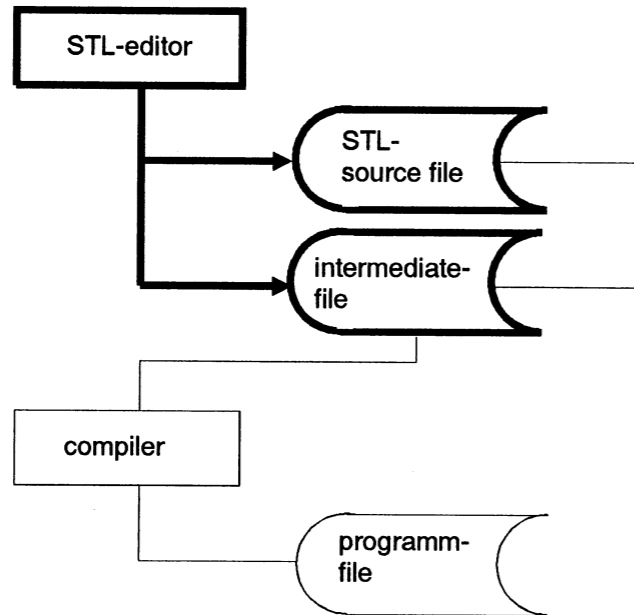 STL-editor
STL-
source file
intermediate-
file
compiler
programm-
file